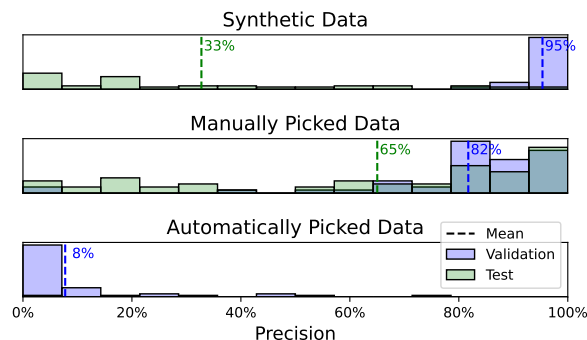 Synthetic Data
33%
95%
Manually Picked Data
65%
82%
Automatically Picked Data
8%
Mean
Validation
Test
0%
20%
40%
60%
80%
100%
Precision